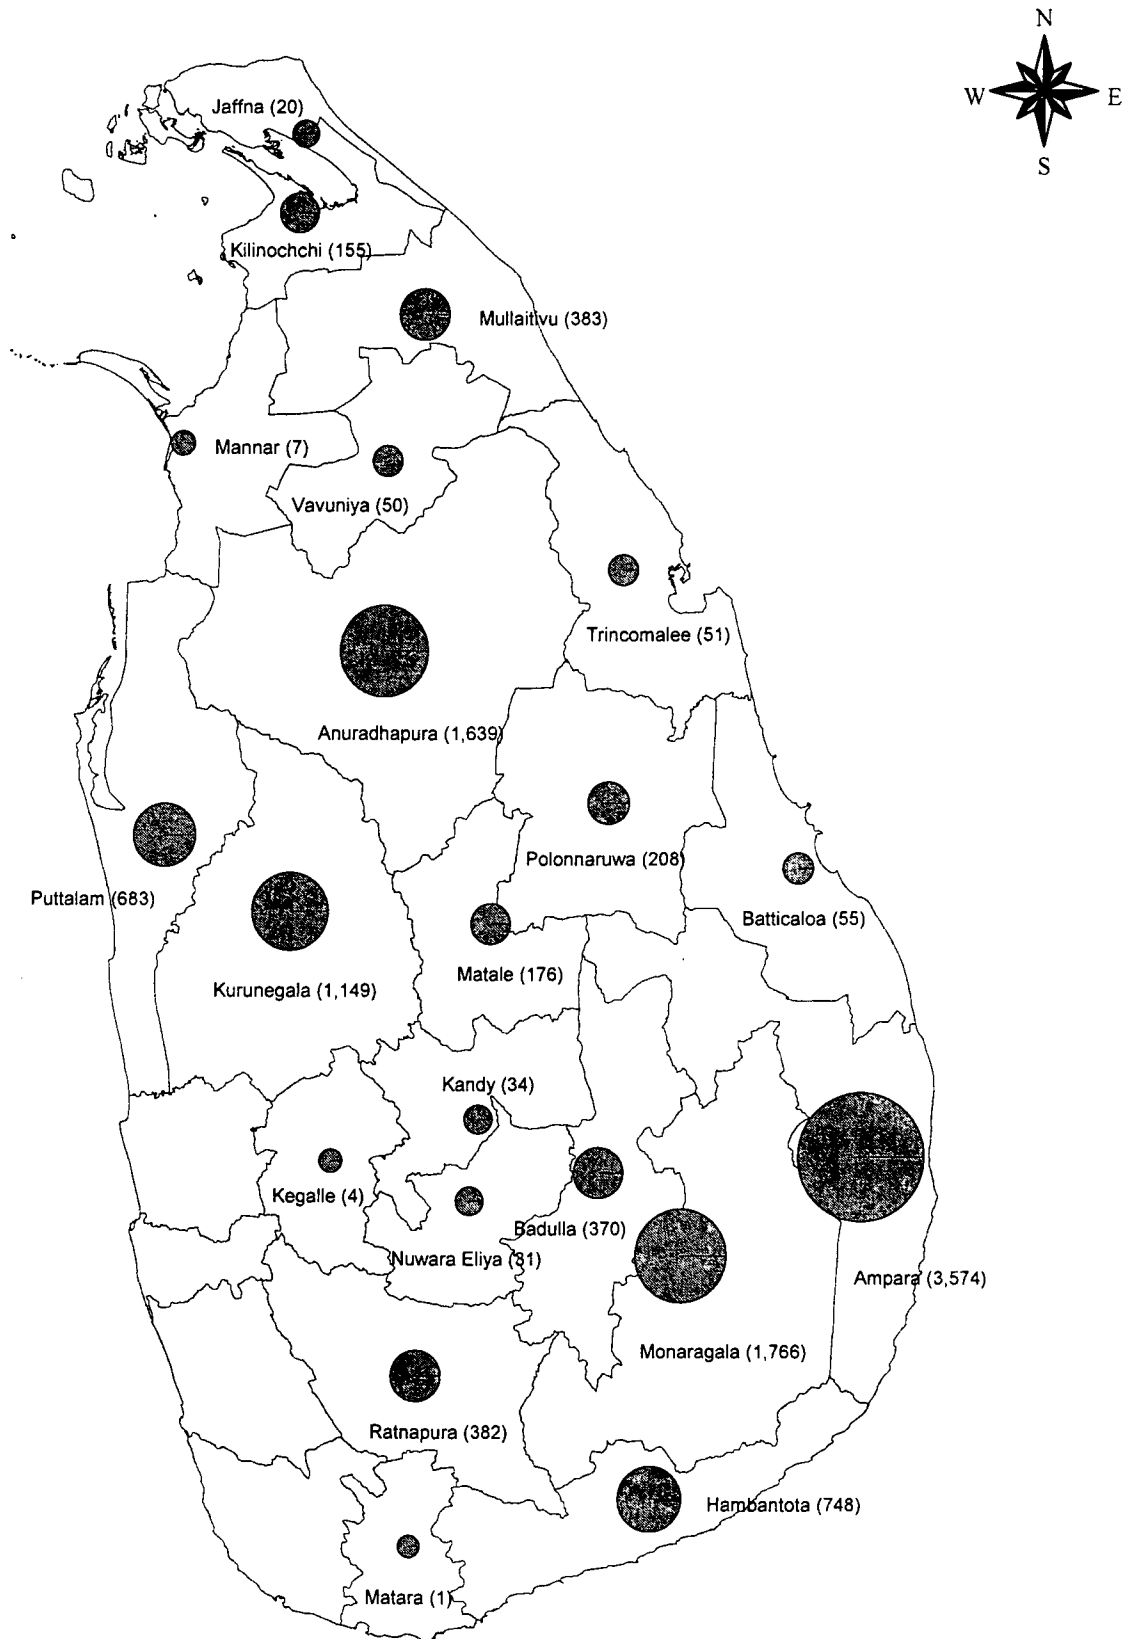 N
W E
S
Jaffna (20)
Kilinochchi (155)
Mullaitivu (383)
Mannar (7)
Vavuniya (50)
Trincomalee (51)
Anuradhapura (1,639)
Polonnaruwa (208)
Puttalam (683)
Batticaloa (55)
Matale (176)
Kurunegala (1,149)
Kandy (34)
Kegalle (4)
Badulla (370)
Nuwara Eliya (31)
Ampara (3,574)
Monaragala (1,766)
Ratnapura (382)
Hambantota (748)
Matara (1)